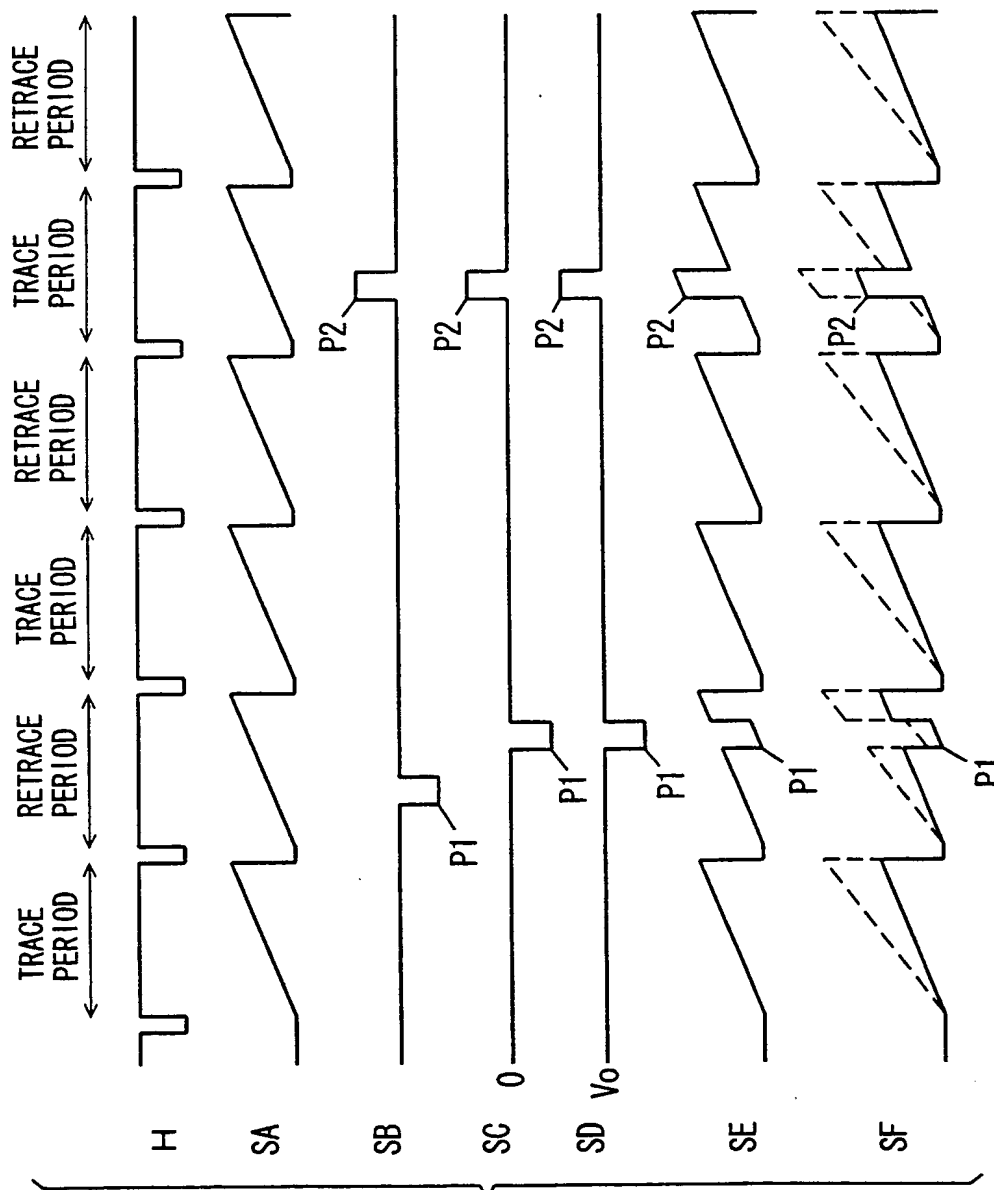 TRACE
PERIOD
RETRACE
PERIOD
TRACE
PERIOD
RETRACE
PERIOD
TRACE
PERIOD
RETRACE
PERIOD
H
SA
SB
P1
P2
SC
0
P1
P2
SD
Vo
P1
P2
SE
P1
P2
SF
P1
P2